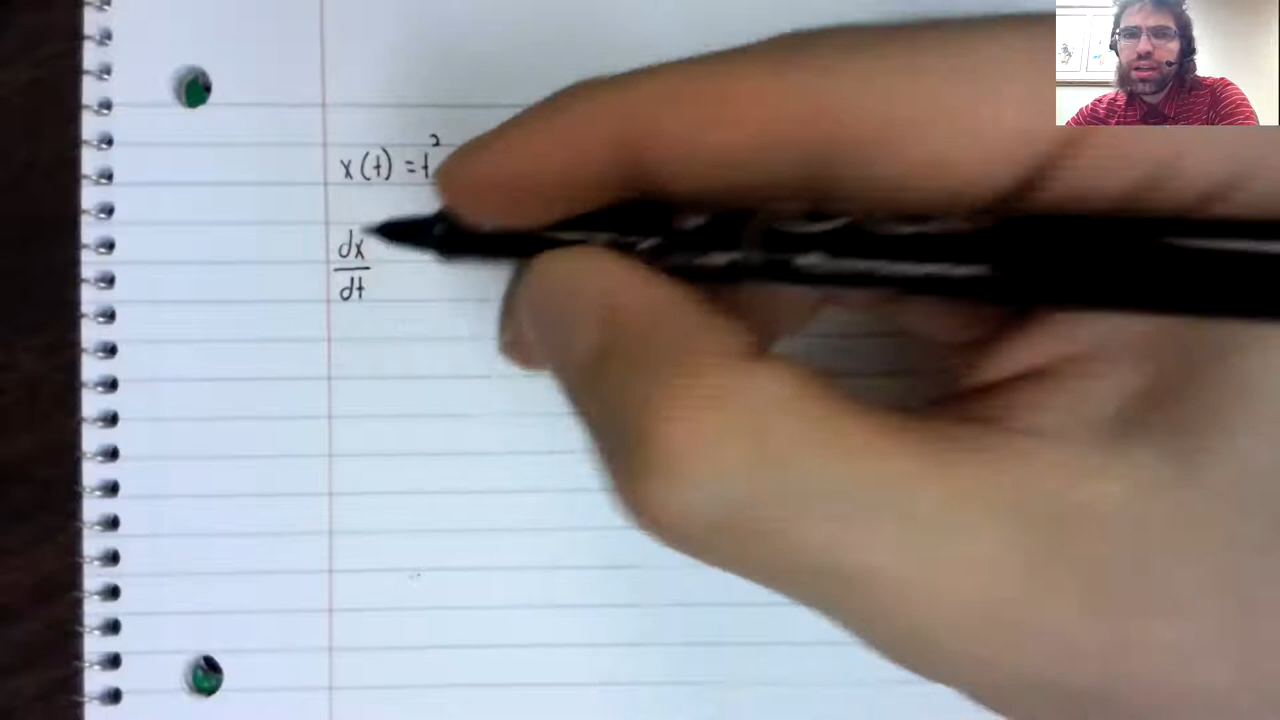 x(t) = t²
dx
dt